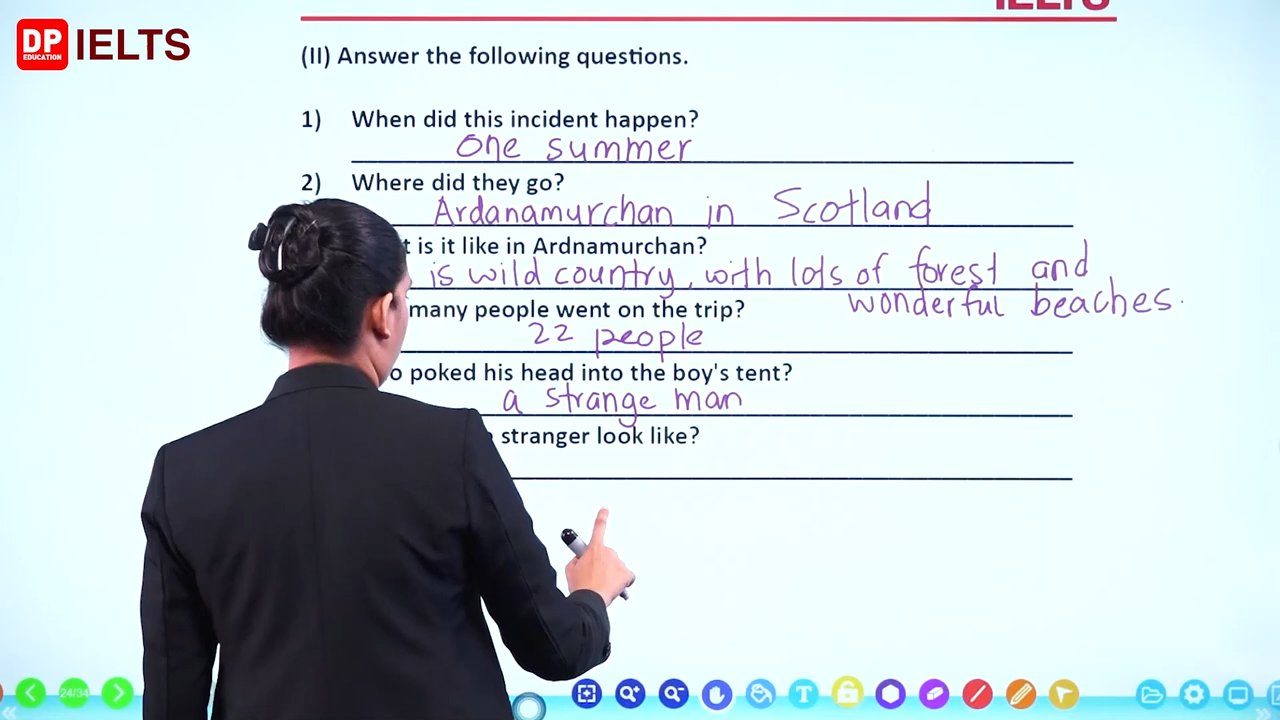 IELTS
DP
EDUCATION
IELTS
(II) Answer the following questions.
1) When did this incident happen?
One summer
2) Where did they go?
Ardanamurchan in Scotland
is it like in Ardnamurchan?
is wild country, with lots of forest and
wonderful beaches.
many people went on the trip?
22 people
poked his head into the boy's tent?
a strange man
stranger look like?
24/34
T